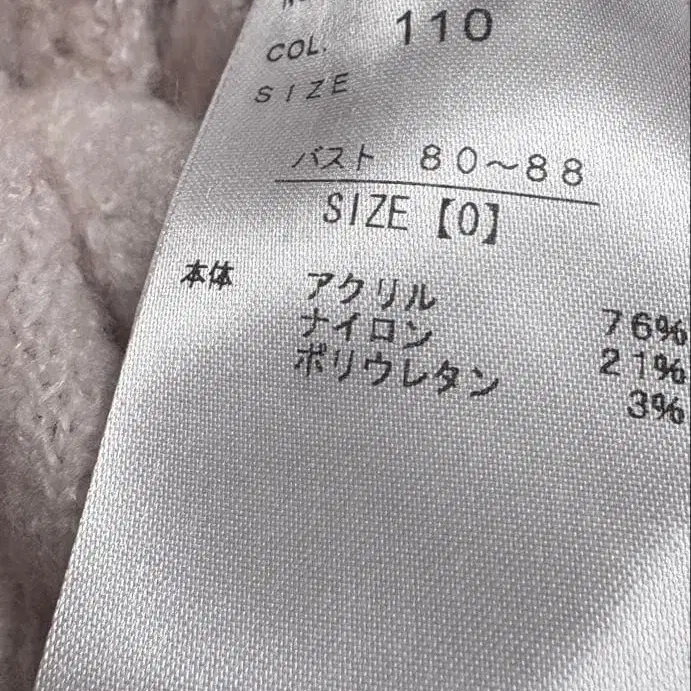 COL. 110
SIZE
バスト 80〜88
SIZE【0】
本体 アクリル 76%
ナイロン 21%
ポリウレタン 3%